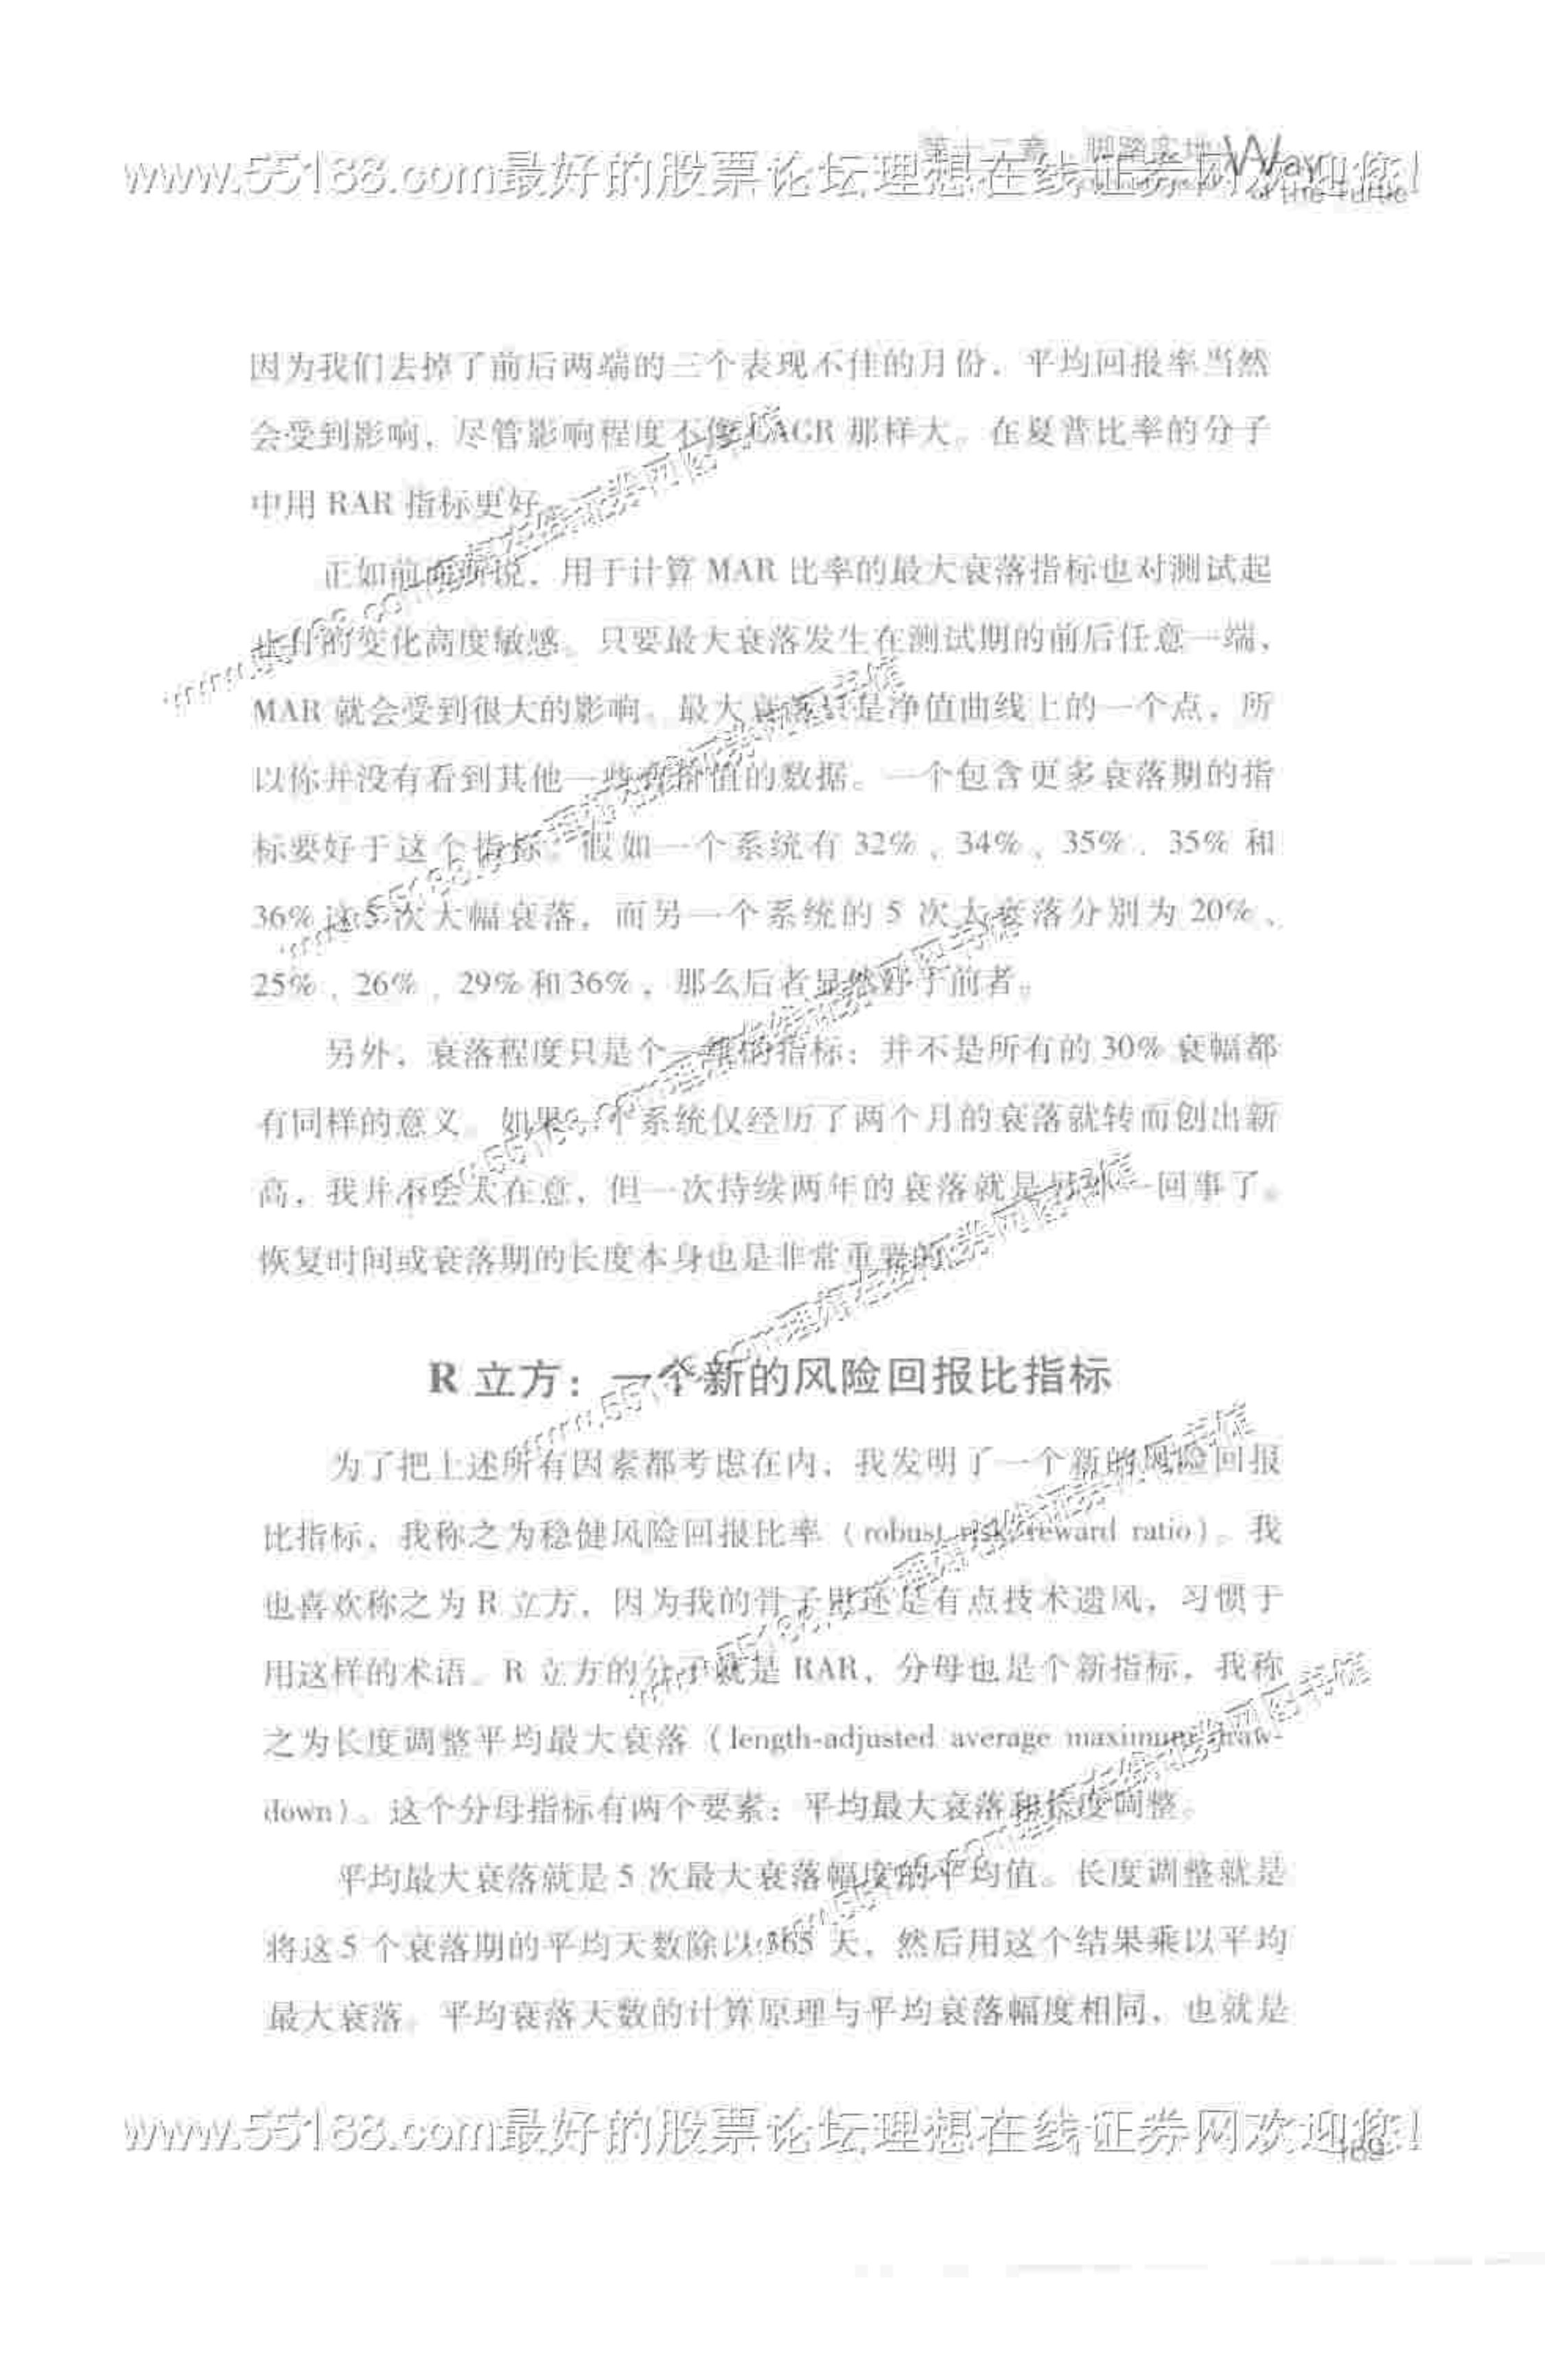 第十二章 脚踏实地
Way
of the Turtle
www.55188.com最好的股票论坛理想在线证券网欢迎您!
因为我们去掉了前后两端的三个表现不佳的月份，平均回报率当然
会受到影响，尽管影响程度不像CAGR 那样大。在夏普比率的分子
中用 RAR 指标更好。
正如前面所说，用于计算 MAR 比率的最大衰落指标也对测试起
止日的变化高度敏感。只要最大衰落发生在测试期的前后任意一端，
MAR 就会受到很大的影响。最大衰落只是净值曲线上的一个点，所
以你并没有看到其他一些有价值的数据。一个包含更多衰落期的指
标要好于这个指标。假如一个系统有 32%、34%、35%、35% 和
36% 这 5 次大幅衰落，而另一个系统的 5 次大衰落分别为 20%、
25%、26%、29% 和 36%，那么后者显然好于前者。
另外，衰落程度只是个一维的指标：并不是所有的 30% 衰幅都
有同样的意义。如果一个系统仅经历了两个月的衰落就转而创出新
高，我并不会太在意，但一次持续两年的衰落就是另外一回事了。
恢复时间或衰落期的长度本身也是非常重要的。
R 立方：一个新的风险回报比指标
为了把上述所有因素都考虑在内，我发明了一个新的风险回报
比指标，我称之为稳健风险回报比率（robust risk/reward ratio）。我
也喜欢称之为 R 立方，因为我的骨子里还是有点技术遗风，习惯于
用这样的术语。R 立方的分子就是 RAR，分母也是个新指标，我称
之为长度调整平均最大衰落（length-adjusted average maximum draw-
down）。这个分母指标有两个要素：平均最大衰落和长度调整。
平均最大衰落就是 5 次最大衰落幅度的平均值。长度调整就是
将这 5 个衰落期的平均天数除以 365 天，然后用这个结果乘以平均
最大衰落。平均衰落天数的计算原理与平均衰落幅度相同，也就是
www.55188.com最好的股票论坛理想在线证券网欢迎您!
169